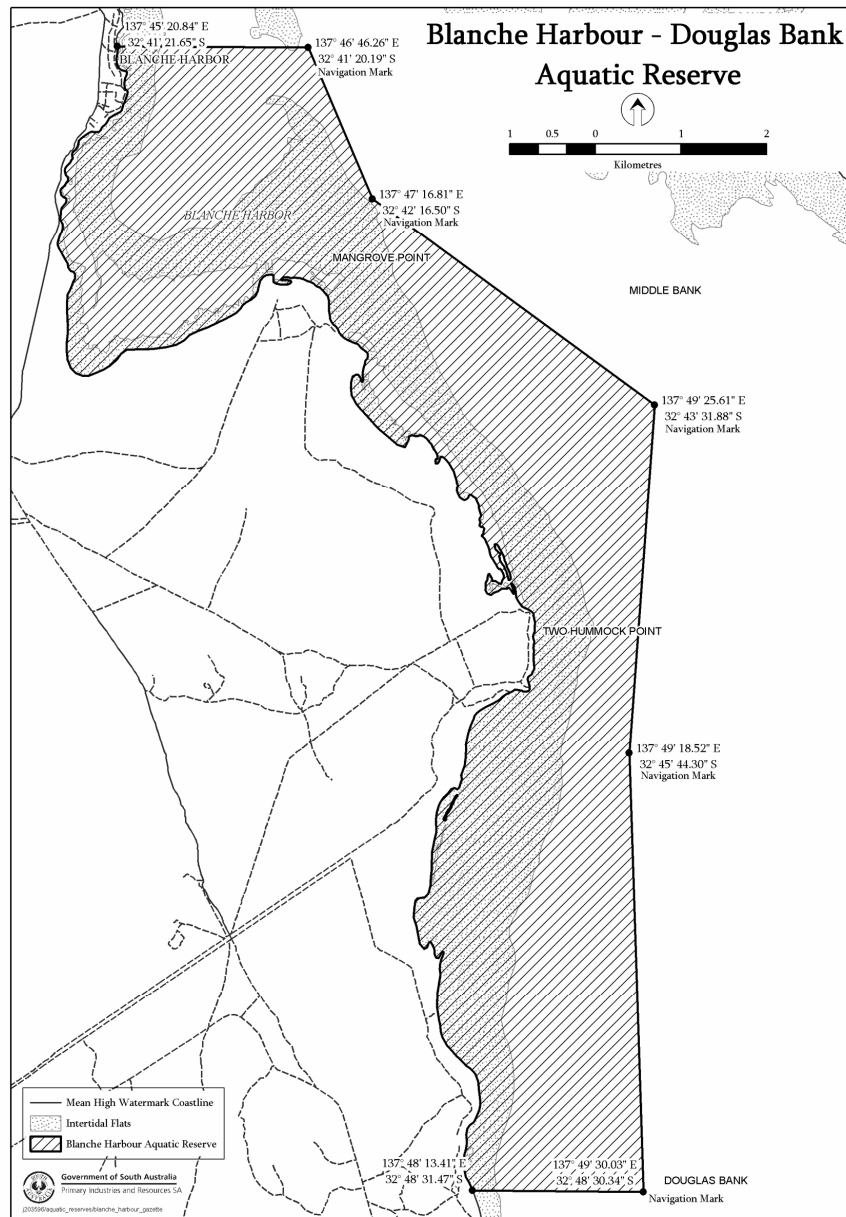 Blanche Harbour - Douglas Bank
Aquatic Reserve
1 0.5 0 1 2
Kilometres
137° 45' 20.84" E
32° 41' 21.65" S
BLANCHE HARBOR
137° 46' 46.26" E
32° 41' 20.19" S
Navigation Mark
137° 47' 16.81" E
32° 42' 16.50" S
Navigation Mark
BLANCHE HARBOR
MANGROVE POINT
MIDDLE BANK
137° 49' 25.61" E
32° 43' 31.88" S
Navigation Mark
TWO HUMMOCK POINT
137° 49' 18.52" E
32° 45' 44.30" S
Navigation Mark
137° 48' 13.41" E
32° 48' 31.47" S
137° 49' 30.03" E
32° 48' 30.34" S
DOUGLAS BANK
Navigation Mark
Mean High Watermark Coastline
Intertidal Flats
Blanche Harbour Aquatic Reserve
Government of South Australia
Primary Industries and Resources SA
j203596/aquatic_reserves/blanche_harbour_gazette